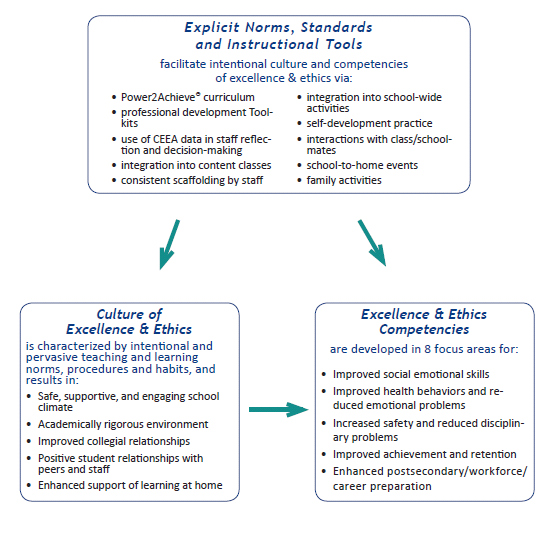 Explicit Norms, Standards
and Instructional Tools
facilitate intentional culture and competencies
of excellence & ethics via:
• Power2Achieve® curriculum
• professional development Tool-
kits
• use of CEEA data in staff reflec-
tion and decision-making
• integration into content classes
• consistent scaffolding by staff
• integration into school-wide
activities
• self-development practice
• interactions with class/school-
mates
• school-to-home events
• family activities
Culture of
Excellence & Ethics
is characterized by intentional and
pervasive teaching and learning
norms, procedures and habits, and
results in:
• Safe, supportive, and engaging school
climate
• Academically rigorous environment
• Improved collegial relationships
• Positive student relationships with
peers and staff
• Enhanced support of learning at home
Excellence & Ethics
Competencies
are developed in 8 focus areas for:
• Improved social emotional skills
• Improved health behaviors and re-
duced emotional problems
• Increased safety and reduced disciplin-
ary problems
• Improved achievement and retention
• Enhanced postsecondary/workforce/
career preparation